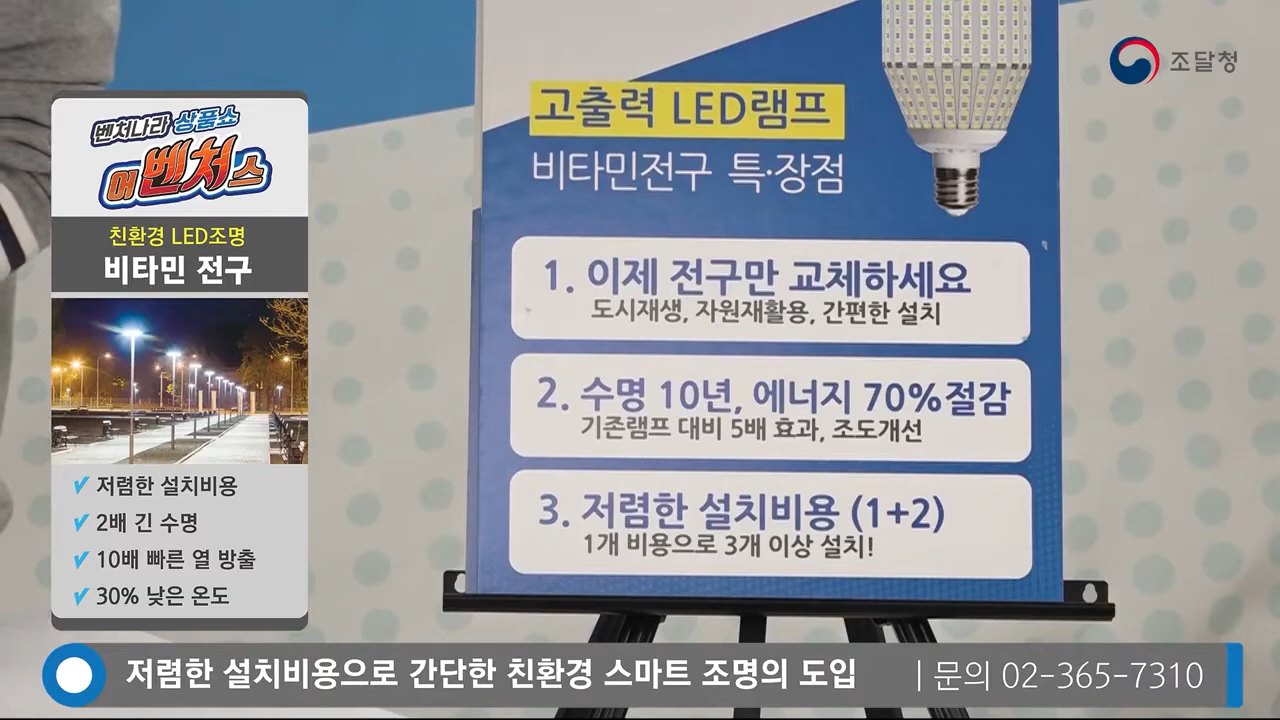 조달청
벤처나라 상품쇼
어벤처스
친환경 LED조명
비타민 전구
저렴한 설치비용
2배 긴 수명
10배 빠른 열 방출
30% 낮은 온도
고출력 LED램프
비타민전구 특·장점
1. 이제 전구만 교체하세요
도시재생, 자원재활용, 간편한 설치
2. 수명 10년, 에너지 70%절감
기존램프 대비 5배 효과, 조도개선
3. 저렴한 설치비용 (1+2)
1개 비용으로 3개 이상 설치!
저렴한 설치비용으로 간단한 친환경 스마트 조명의 도입 | 문의 02-365-7310